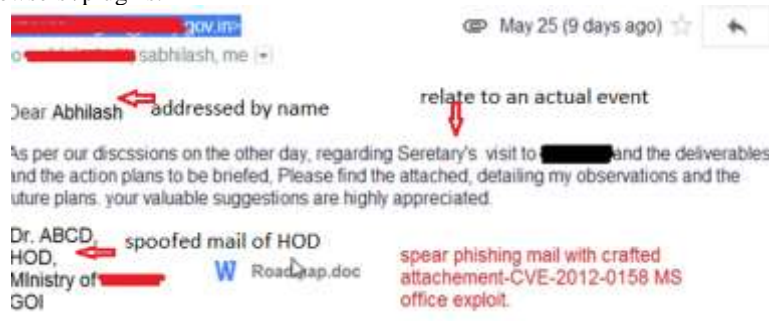 gov.in>
May 25 (9 days ago)
sabhilash, me
Dear Abhilash
addressed by name
relate to an actual event
As per our discssions on the other day, regarding Seretary's visit to and the deliverables
and the action plans to be briefed, Please find the attached, detailing my observations and the
uture plans. your valuable suggestions are highly appreciated.
Dr. ABCD,
HOD,
MInistry of
GOI
spoofed mail of HOD
W Roadmap.doc
spear phishing mail with crafted
attachement-CVE-2012-0158 MS
office exploit.